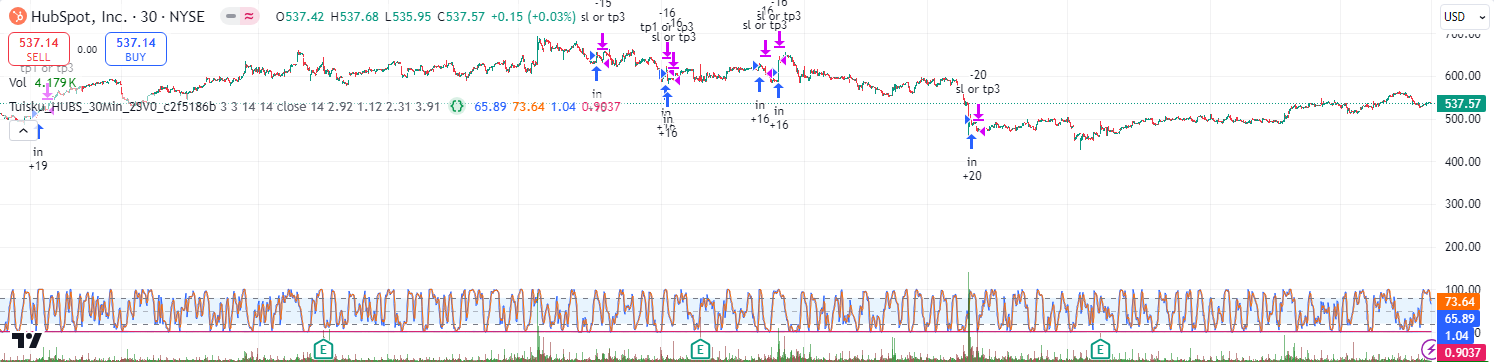 HubSpot, Inc. · 30 · NYSE
O537.42 H537.68 L535.95 C537.57 +0.15 (+0.03%)
USD
537.14
SELL
0.00
537.14
BUY
Vol 4.179K
Tuisku_HUBS_30Min_2SV0_c2f5186b 3 3 14 14 close 14 2.92 1.12 2.31 3.91
65.89 73.64 1.04 0.9037
tp1 or tp3
in
+19
-15
sl or tp3
in
-16
-16
tp1 or tp3
sl or tp3
in
in
+16
-16
sl or tp3
-16
sl or tp3
in
+16
in
+16
-20
sl or tp3
in
+20
700.00
600.00
537.57
500.00
400.00
300.00
200.00
100.00
73.64
65.89
1.04
0.9037
E
E
E